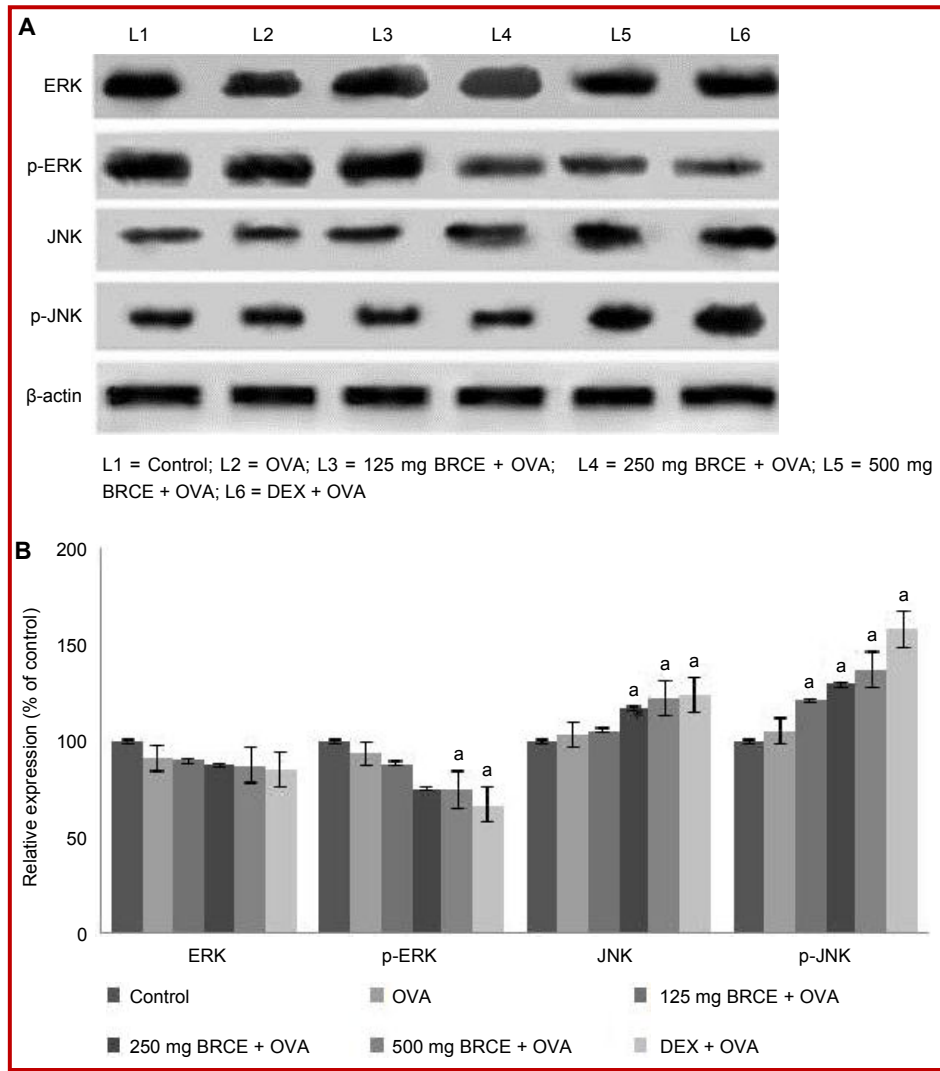 A
L1 L2 L3 L4 L5 L6
ERK
p-ERK
JNK
p-JNK
β-actin
L1 = Control; L2 = OVA; L3 = 125 mg BRCE + OVA; L4 = 250 mg BRCE + OVA; L5 = 500 mg
BRCE + OVA; L6 = DEX + OVA
B
200
150
100
50
0
Relative expression (% of control)
a a
a a a
a a a a
ERK p-ERK JNK p-JNK
Control OVA 125 mg BRCE + OVA
250 mg BRCE + OVA 500 mg BRCE + OVA DEX + OVA